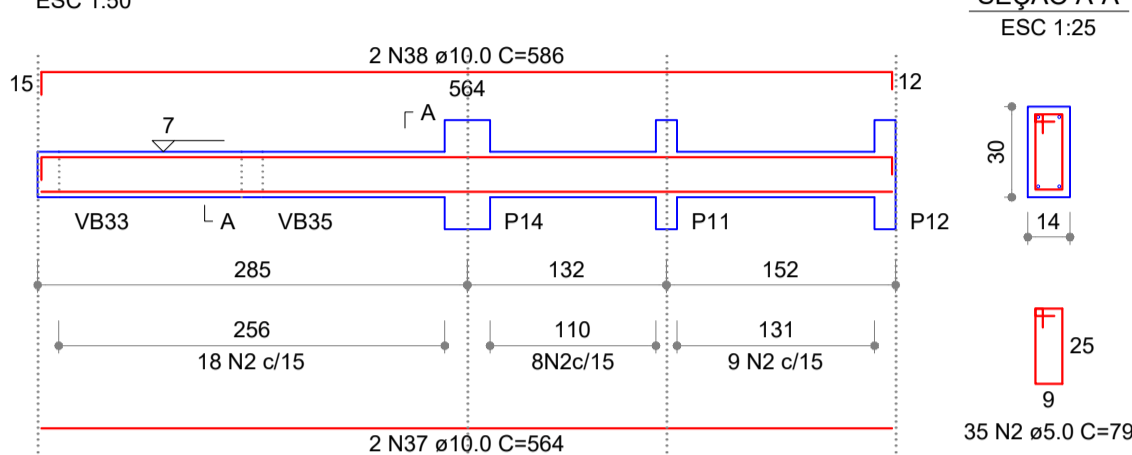 ESC 1:50
SEÇÃO A-A
ESC 1:25
2 N38 ø10.0 C=586
15
564
12
A
7
30
VB33
A
VB35
P14
P11
P12
14
285
132
152
256
110
131
18 N2 c/15
8N2c/15
9 N2 c/15
25
9
2 N37 ø10.0 C=564
35 N2 ø5.0 C=79